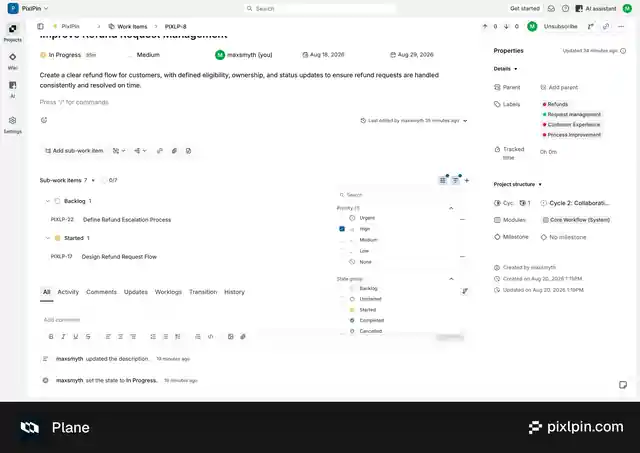 PixlPin
Search
Get started
AI assistant
M
Projects
Wiki
AI
Settings
PixlPin
Work Items
PIXLP-8
0
0
M
Unsubscribe
Improve Refund Request Management
In Progress
Medium
M
maxsmyth (you)
Aug 18, 2026
Aug 29, 2026
Create a clear refund flow for customers, with defined eligibility, ownership, and status updates to ensure refund requests are handled
consistently and resolved on time.
Press '/' for commands
Last edited by maxsmyth 35 minutes ago
Add sub-work item
Sub-work items 7
0/7
Backlog 1
PIXLP-22 Define Refund Escalation Process
Started 1
PIXLP-17 Design Refund Request Flow
Search
Priority (1)
Urgent
High
Medium
Low
None
State group
Backlog
Unstarted
Started
Completed
Cancelled
All
Activity
Comments
Updates
Worklogs
Transition
History
Add comment
B
I
U
S
maxsmyth updated the description. 19 minutes ago
maxsmyth set the state to In Progress. 19 minutes ago
Properties
Updated 34 minutes ago
Details
Parent
Add parent
Labels
Refunds
Request management
Customer Experience
Process Improvement
Tracked
time
0h 0m
Project structure
Cyc
1
Cycle 2: Collaborati...
Modules
Core Workflow (System)
Milestone
No milestone
Created by maxsmyth
Created on Aug 20, 2026 1:15PM
Updated on Aug 20, 2026 1:19PM
Plane
pixlpin.com